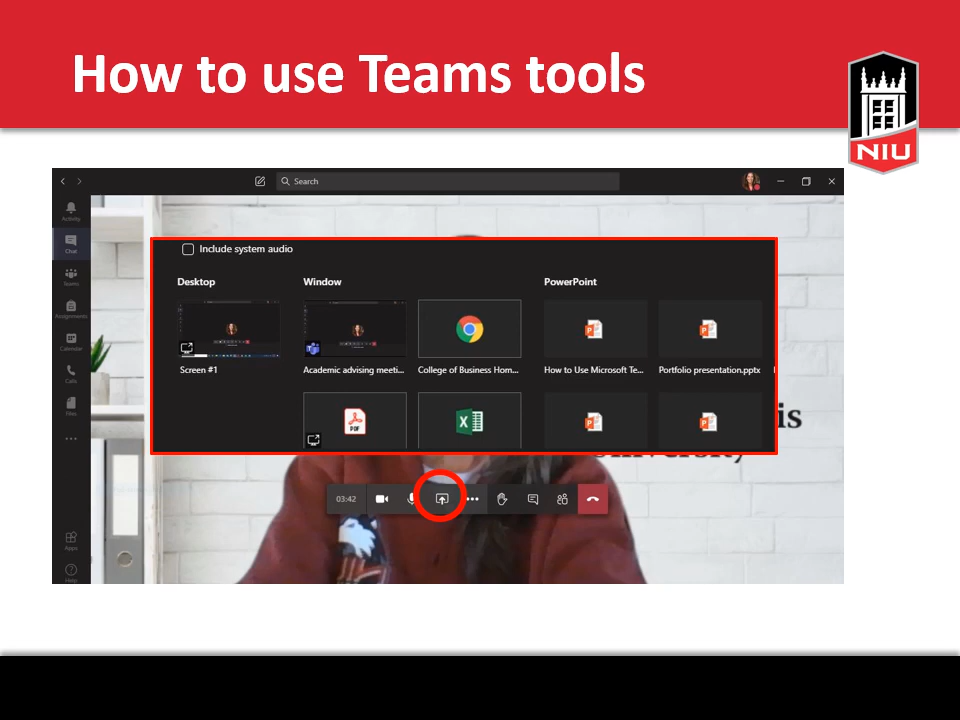 How to use Teams tools
NIU
Search
Activity
Chat
Teams
Assignments
Calendar
Calls
Files
Apps
Help
Include system audio
Desktop
Window
PowerPoint
Screen #1
Academic advising meeti...
College of Business Hom...
How to Use Microsoft Te...
Portfolio presentation.pptx
PDF
is
03:42